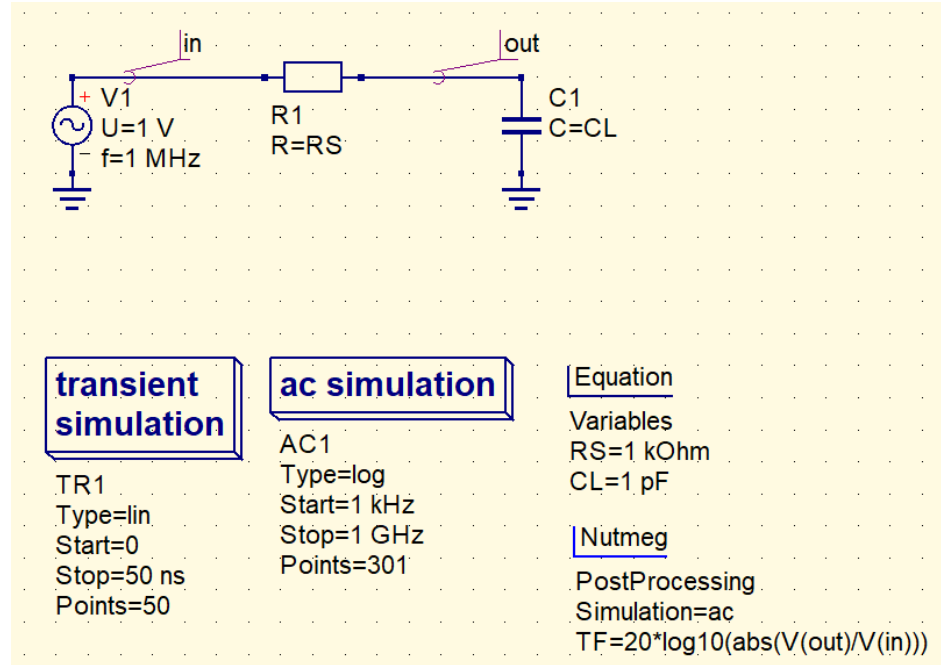 in
out
+ V1
U=1 V
− f=1 MHz
R1
R=RS
C1
C=CL
transient
simulation
TR1
Type=lin
Start=0
Stop=50 ns
Points=50
ac simulation
AC1
Type=log
Start=1 kHz
Stop=1 GHz
Points=301
Equation
Variables
RS=1 kOhm
CL=1 pF
Nutmeg
PostProcessing
Simulation=ac
TF=20*log10(abs(V(out)/V(in)))